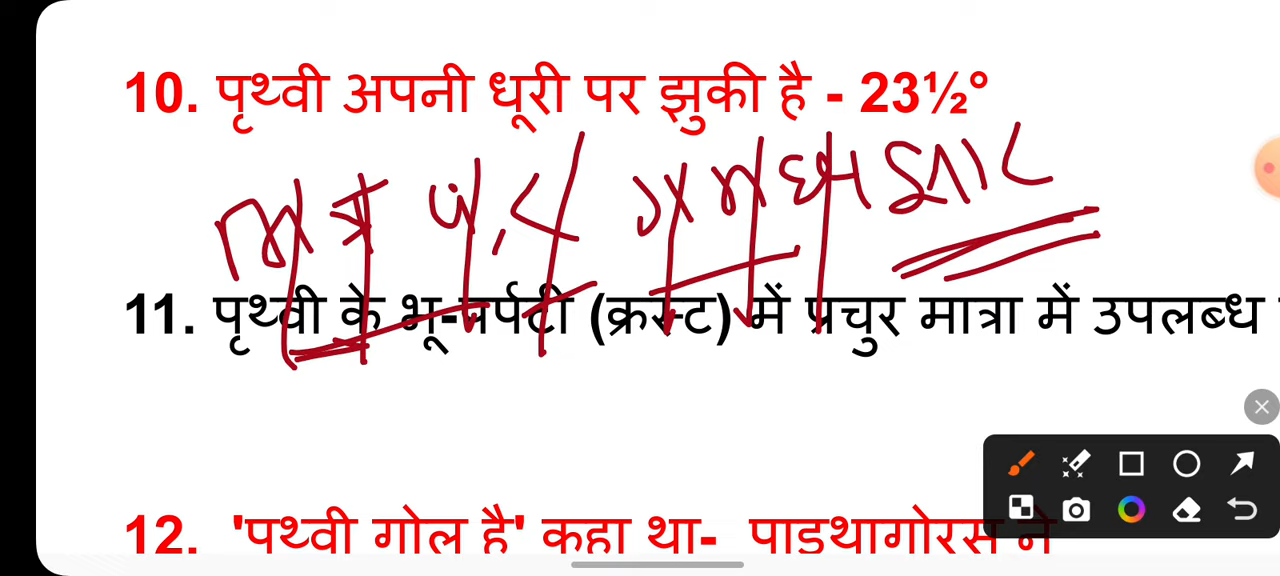 10. पृथ्वी अपनी धूरी पर झुकी है - 23½°
11. पृथ्वी के भू-पर्पटी (क्रस्ट) में प्रचुर मात्रा में उपलब्ध
12. 'पृथ्वी गोल है' कहा था- पाइथागोरस ने